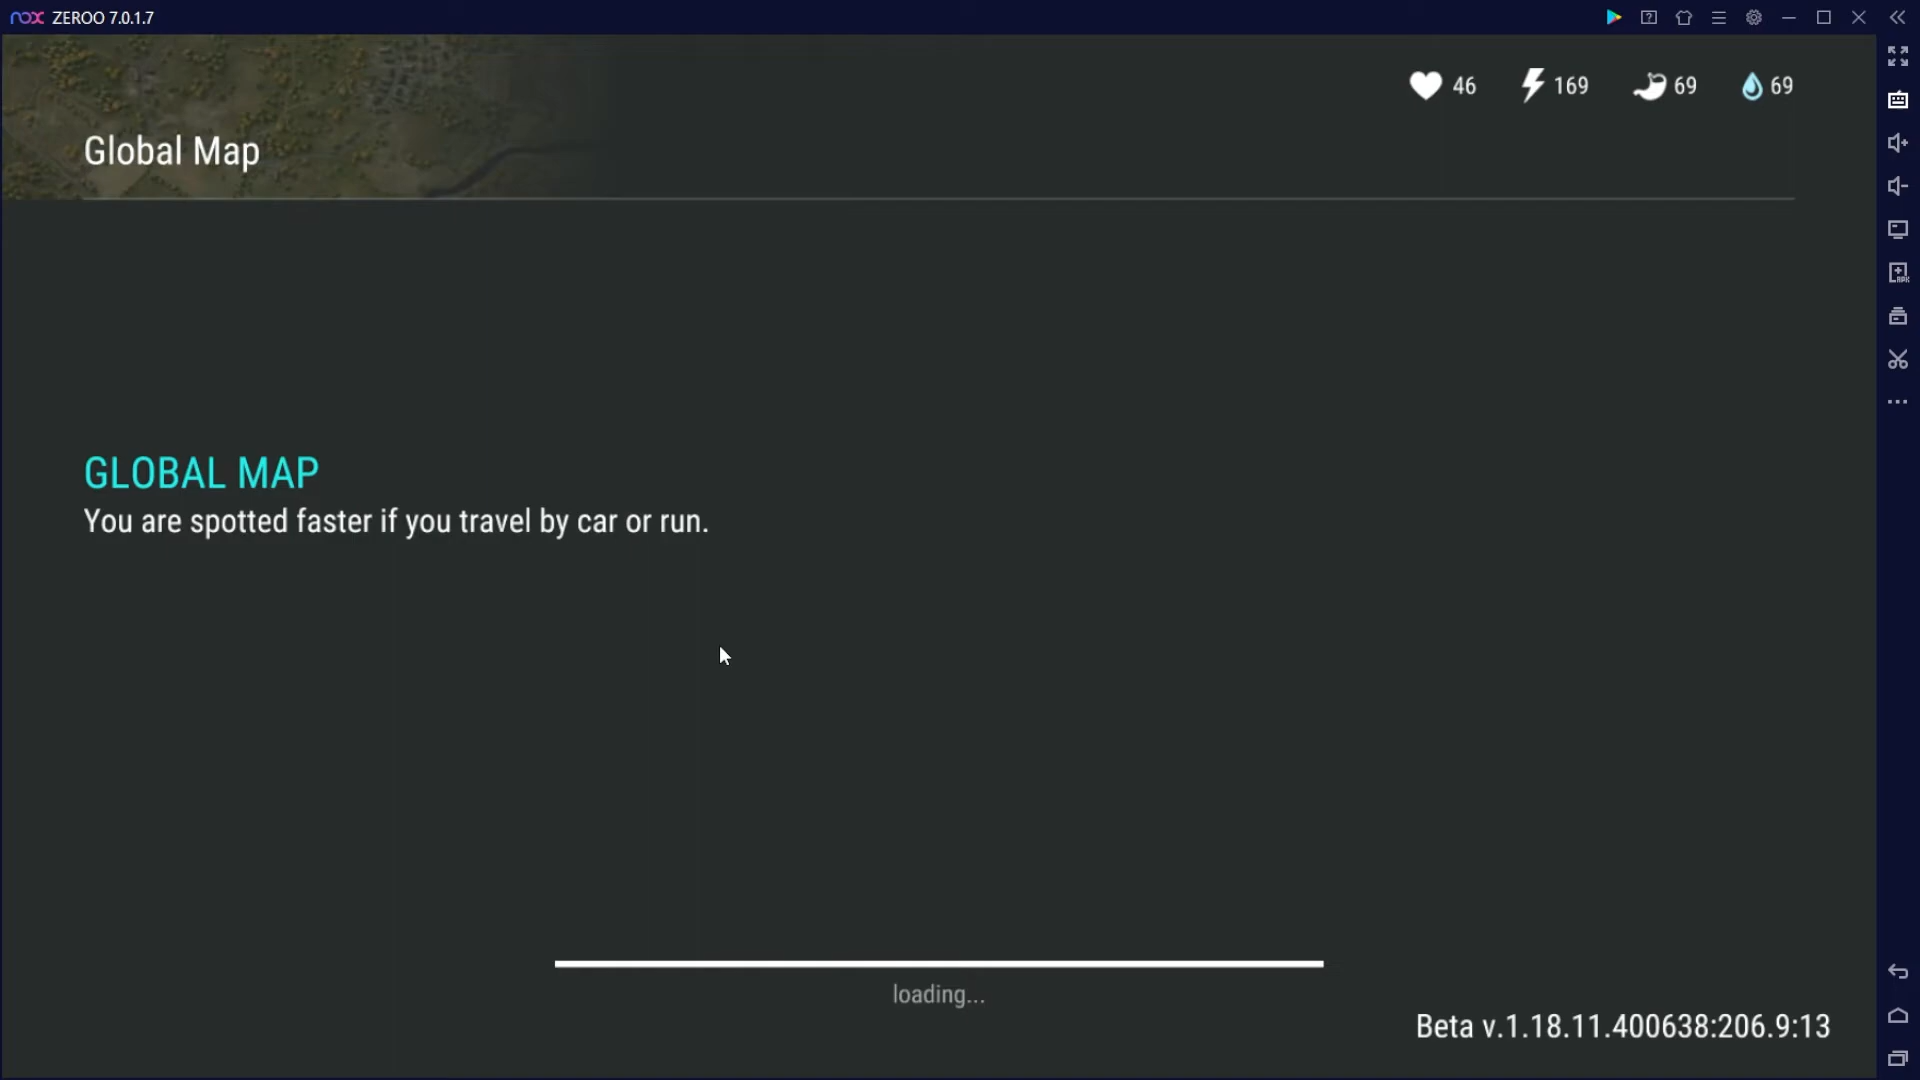 nox ZEROO 7.0.1.7
46 169 69 69
Global Map
GLOBAL MAP
You are spotted faster if you travel by car or run.
loading...
Beta v.1.18.11.400638:206.9:13